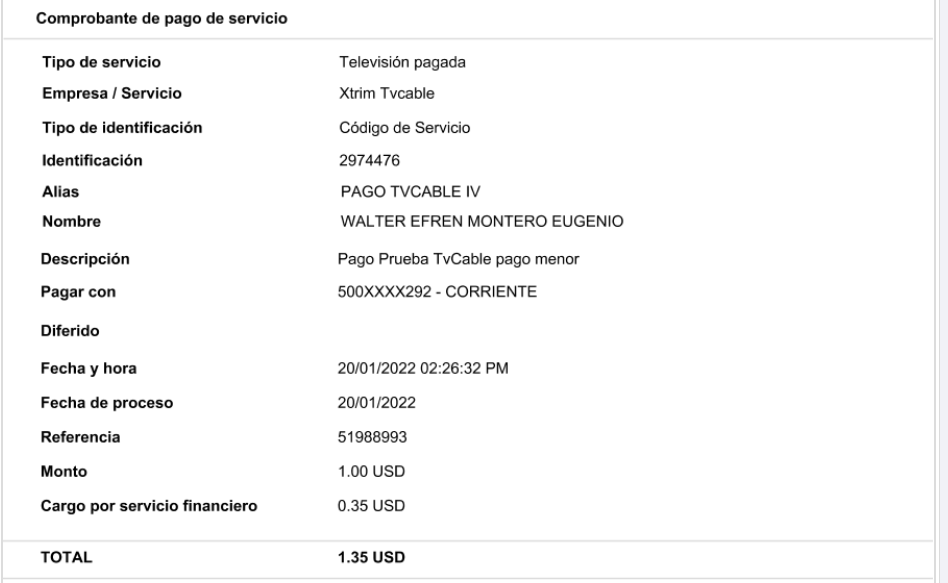 Comprobante de pago de servicio
Tipo de servicio Televisión pagada
Empresa / Servicio Xtrim Tvcable
Tipo de identificación Código de Servicio
Identificación 2974476
Alias PAGO TVCABLE IV
Nombre WALTER EFREN MONTERO EUGENIO
Descripción Pago Prueba TvCable pago menor
Pagar con 500XXXX292 - CORRIENTE
Diferido
Fecha y hora 20/01/2022 02:26:32 PM
Fecha de proceso 20/01/2022
Referencia 51988993
Monto 1.00 USD
Cargo por servicio financiero 0.35 USD
TOTAL 1.35 USD